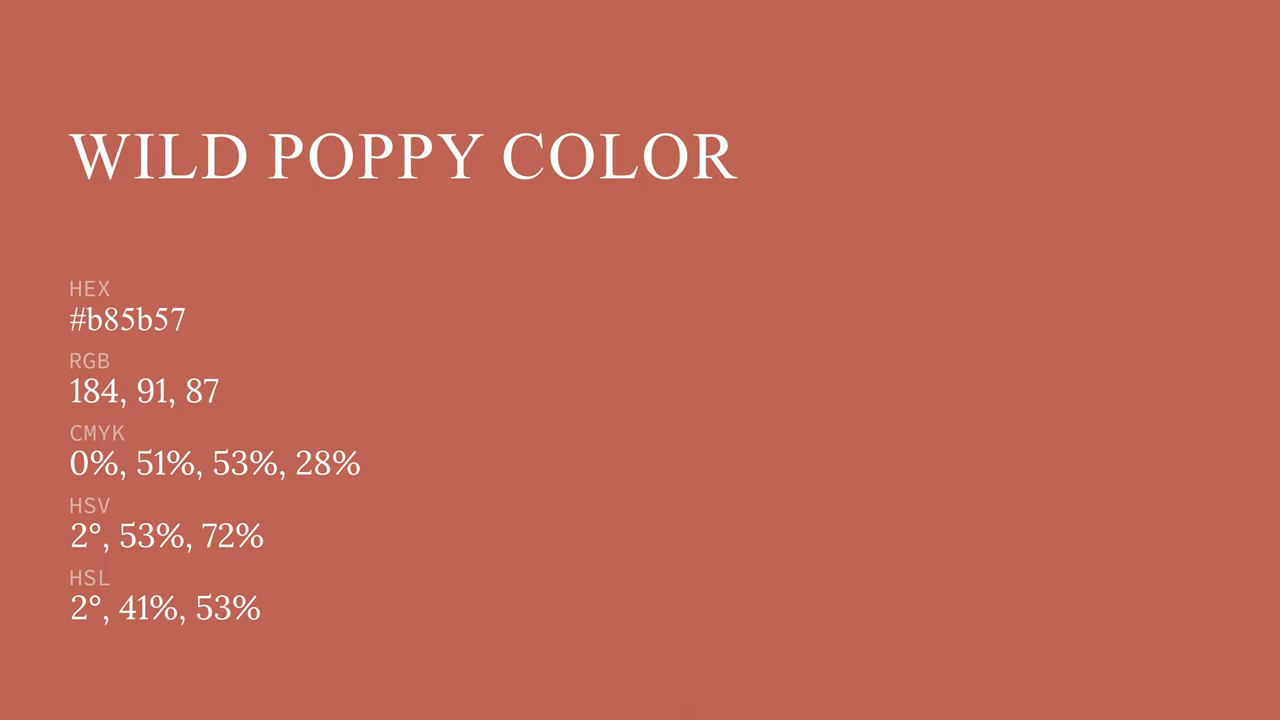 WILD POPPY COLOR
HEX
#b85b57
RGB
184, 91, 87
CMYK
0%, 51%, 53%, 28%
HSV
2°, 53%, 72%
HSL
2°, 41%, 53%